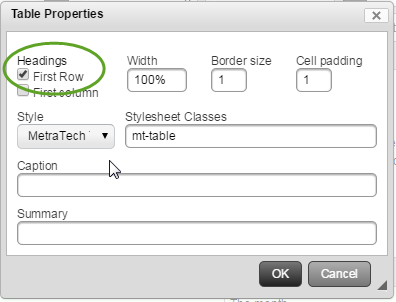 Table Properties
Headings
Width
Border size
Cell padding
First Row
100%
1
1
First column
Style
Stylesheet Classes
MetraTech
mt-table
Caption
Summary
OK
Cancel
The month